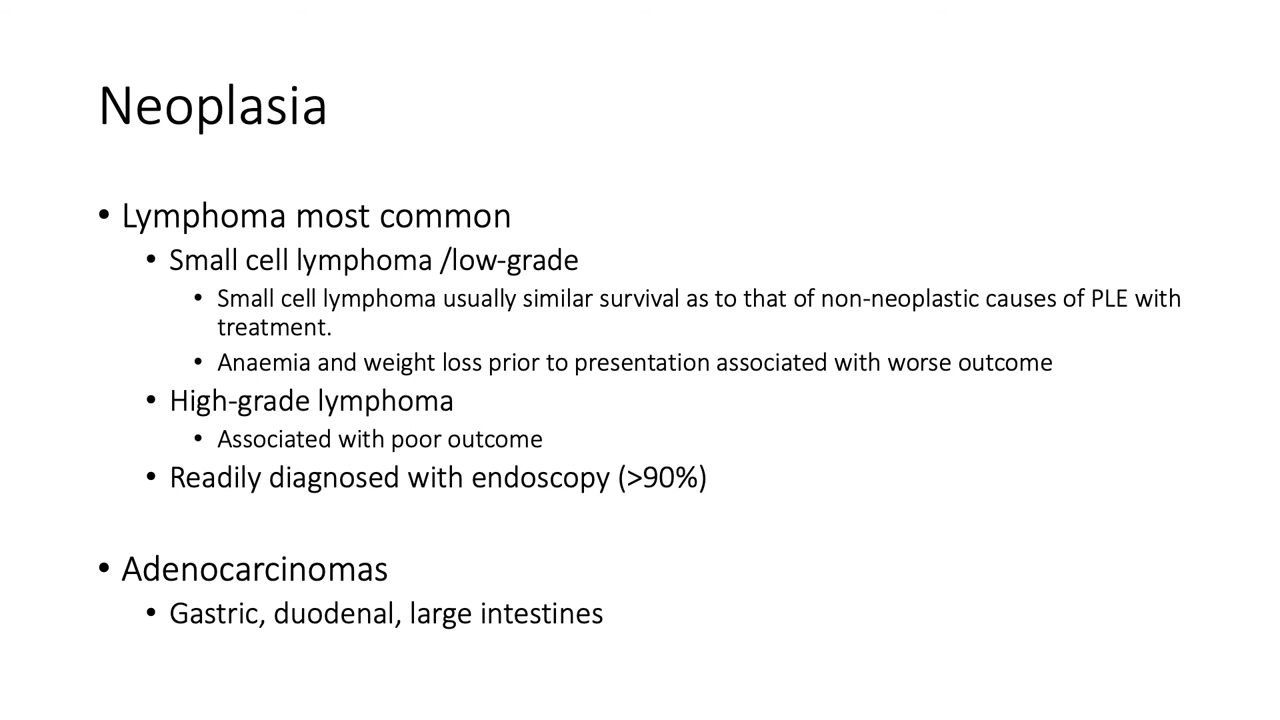 Neoplasia
• Lymphoma most common
• Small cell lymphoma /low-grade
• Small cell lymphoma usually similar survival as to that of non-neoplastic causes of PLE with
treatment.
• Anaemia and weight loss prior to presentation associated with worse outcome
• High-grade lymphoma
• Associated with poor outcome
• Readily diagnosed with endoscopy (>90%)
• Adenocarcinomas
• Gastric, duodenal, large intestines